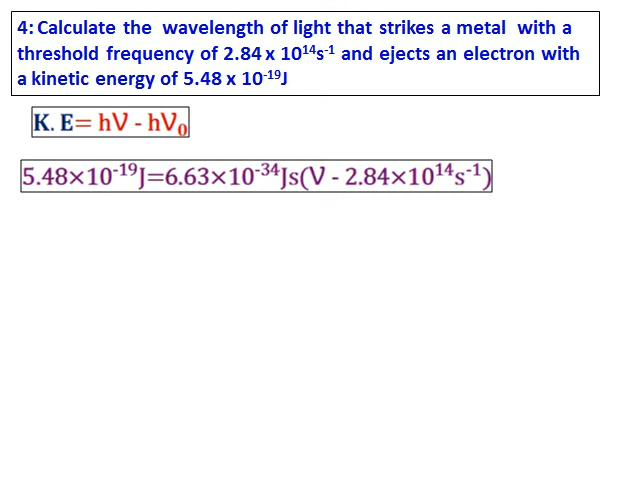 4: Calculate the wavelength of light that strikes a metal with a
threshold frequency of 2.84 x 10¹⁴s⁻¹ and ejects an electron with
a kinetic energy of 5.48 x 10⁻¹⁹J
K. E= hV - hV₀
5.48×10⁻¹⁹J=6.63×10⁻³⁴Js(V - 2.84×10¹⁴s⁻¹)